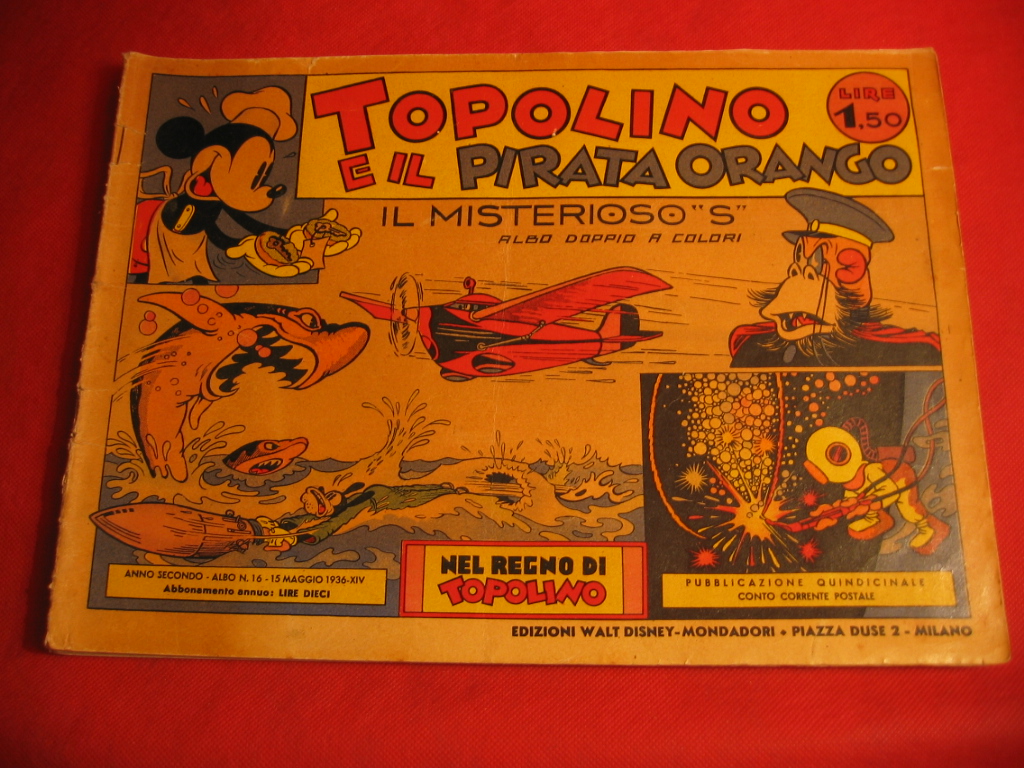 TOPOLINO
E IL PIRATA ORANGO
LIRE
1,50
IL MISTERIOSO "S"
ALBO DOPPIO A COLORI
ANNO SECONDO - ALBO N. 16 - 15 MAGGIO 1936-XIV
Abbonamento annuo: LIRE DIECI
NEL REGNO DI
TOPOLINO
PUBBLICAZIONE QUINDICINALE
CONTO CORRENTE POSTALE
EDIZIONI WALT DISNEY-MONDADORI • PIAZZA DUSE 2 - MILANO